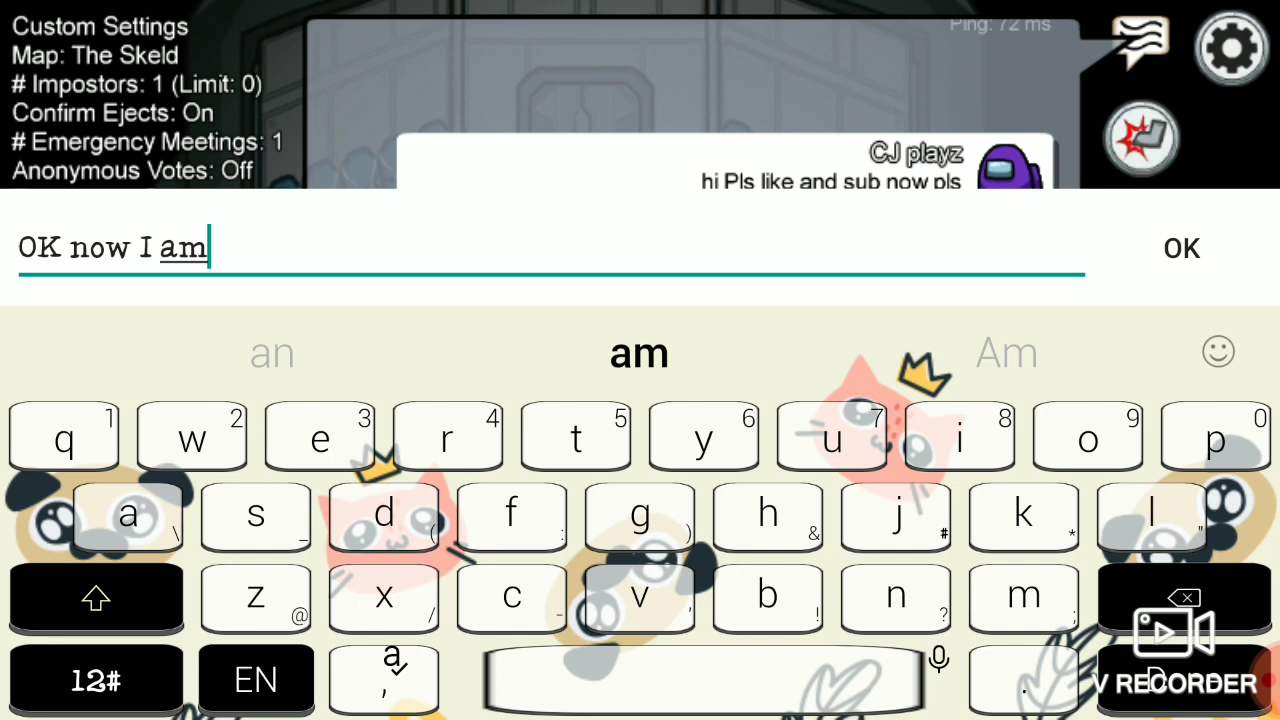 Custom Settings
Map: The Skeld
# Impostors: 1 (Limit: 0)
Confirm Ejects: On
# Emergency Meetings: 1
Anonymous Votes: Off
Ping: 72 ms
CJ playz
hi Pls like and sub now pls
OK now I am
OK
an am Am
q 1 w 2 e 3 r 4 t 5 y 6 u 7 i 8 o 9 p 0
a \ s _ d ( f : g ) h & j # k * l "
z @ x / c - v ' b ! n ? m ;
12# EN a , .
V RECORDER